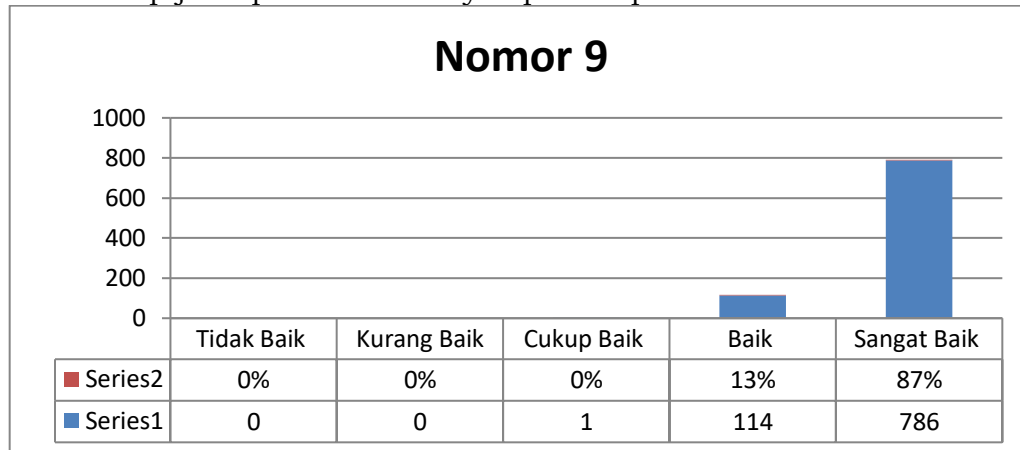 Nomor 9
1000
800
600
400
200
0
Tidak Baik Kurang Baik Cukup Baik Baik Sangat Baik
Series2 0% 0% 0% 13% 87%
Series1 0 0 1 114 786